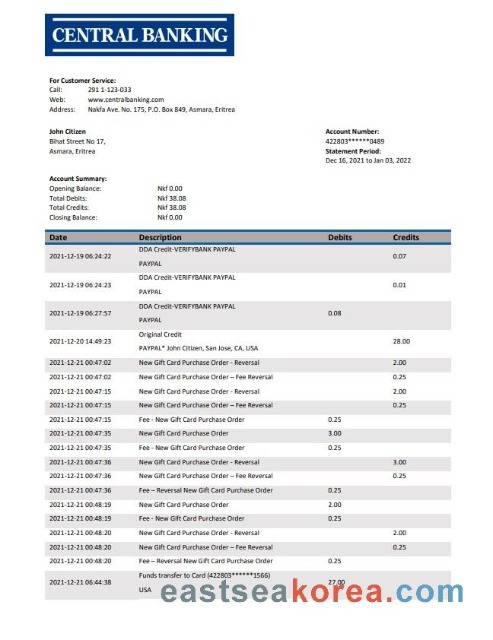 CENTRAL BANKING
For Customer Service:
Call: 291 1-123-033
Web: www.centralbanking.com
Address: Nakfa Ave. No. 175, P.O. Box 849, Asmara, Eritrea
John Citizen
Bihat Street No 17,
Asmara, Eritrea
Account Number:
422803******0489
Statement Period:
Dec 16, 2021 to Jan 03, 2022
Account Summary:
Opening Balance: Nkf 0.00
Total Debits: Nkf 38.08
Total Credits: Nkf 38.08
Closing Balance: Nkf 0.00
Date Description Debits Credits
2021-12-19 06:24:22 DDA Credit-VERIFYBANK PAYPAL PAYPAL 0.07
2021-12-19 06:24:23 DDA Credit-VERIFYBANK PAYPAL PAYPAL 0.01
2021-12-19 06:27:57 DDA Credit-VERIFYBANK PAYPAL PAYPAL 0.08
2021-12-20 14:49:23 Original Credit PAYPAL* John Citizen, San Jose, CA, USA 28.00
2021-12-21 00:47:02 New Gift Card Purchase Order - Reversal 2.00
2021-12-21 00:47:02 New Gift Card Purchase Order – Fee Reversal 0.25
2021-12-21 00:47:15 New Gift Card Purchase Order - Reversal 2.00
2021-12-21 00:47:15 New Gift Card Purchase Order – Fee Reversal 0.25
2021-12-21 00:47:15 Fee - New Gift Card Purchase Order 0.25
2021-12-21 00:47:35 New Gift Card Purchase Order 3.00
2021-12-21 00:47:35 Fee - New Gift Card Purchase Order 0.25
2021-12-21 00:47:36 New Gift Card Purchase Order - Reversal 3.00
2021-12-21 00:47:36 New Gift Card Purchase Order – Fee Reversal 0.25
2021-12-21 00:47:36 Fee – Reversal New Gift Card Purchase Order 0.25
2021-12-21 00:48:19 New Gift Card Purchase Order 2.00
2021-12-21 00:48:19 Fee - New Gift Card Purchase Order 0.25
2021-12-21 00:48:20 New Gift Card Purchase Order - Reversal 2.00
2021-12-21 00:48:20 New Gift Card Purchase Order – Fee Reversal 0.25
2021-12-21 00:48:20 Fee – Reversal New Gift Card Purchase Order 0.25
2021-12-21 06:44:38 Funds transfer to Card (422803******1566) USA 27.00
eastseakorea.com